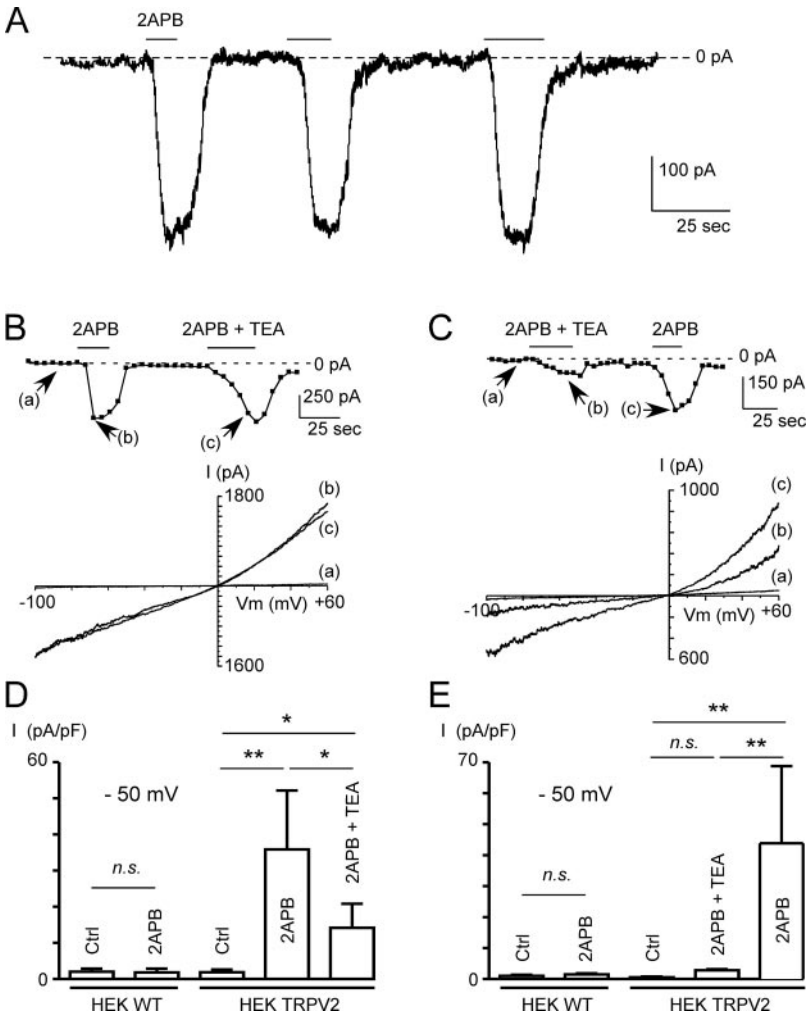 A
2APB
0 pA
100 pA
25 sec
B
2APB
2APB + TEA
0 pA
(a)
(b)
(c)
250 pA
25 sec
I (pA)
1800
(b)
(c)
(a)
-100
Vm (mV)
+60
1600
C
2APB + TEA
2APB
0 pA
(a)
(b)
(c)
150 pA
25 sec
I (pA)
1000
(c)
(b)
(a)
-100
Vm (mV)
+60
600
D
I (pA/pF)
60
- 50 mV
*
**
*
n.s.
Ctrl
2APB
Ctrl
2APB
2APB + TEA
0
HEK WT
HEK TRPV2
E
I (pA/pF)
70
- 50 mV
**
n.s.
**
n.s.
Ctrl
2APB
Ctrl
2APB + TEA
2APB
0
HEK WT
HEK TRPV2